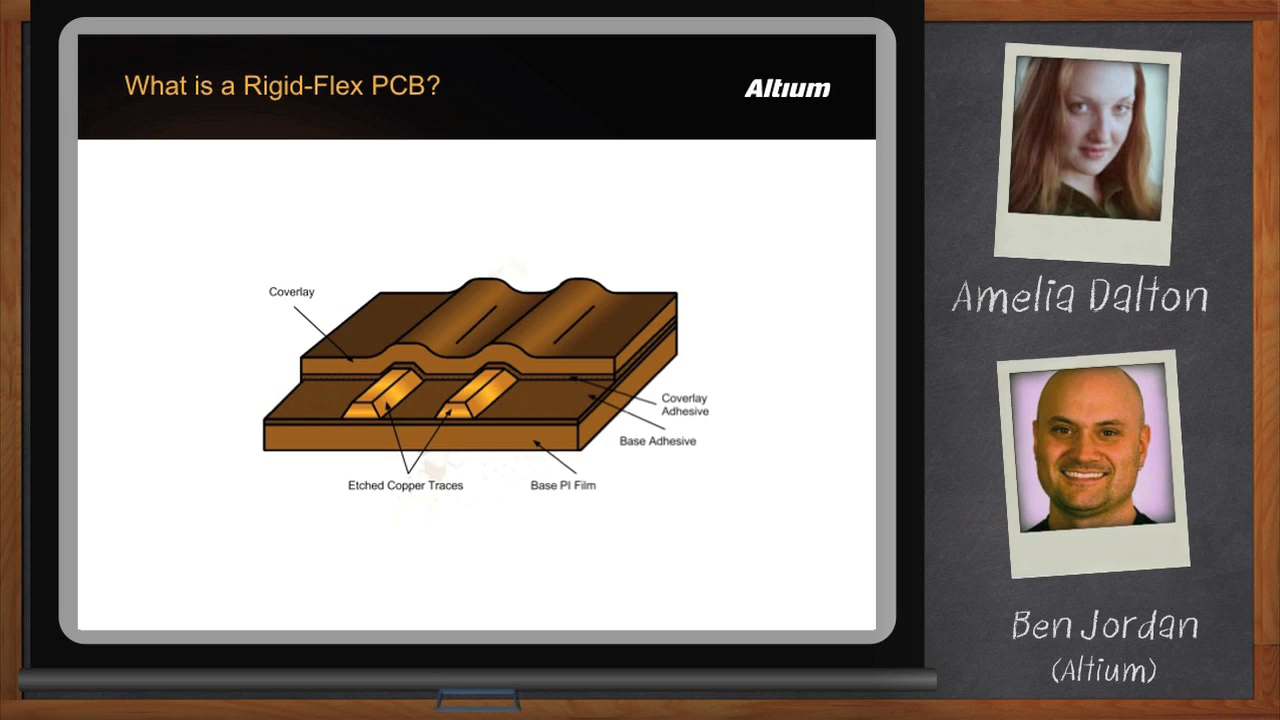 What is a Rigid-Flex PCB?
Altium
Coverlay
Coverlay
Adhesive
Base Adhesive
Etched Copper Traces
Base PI Film
Amelia Dalton
Ben Jordan
(Altium)